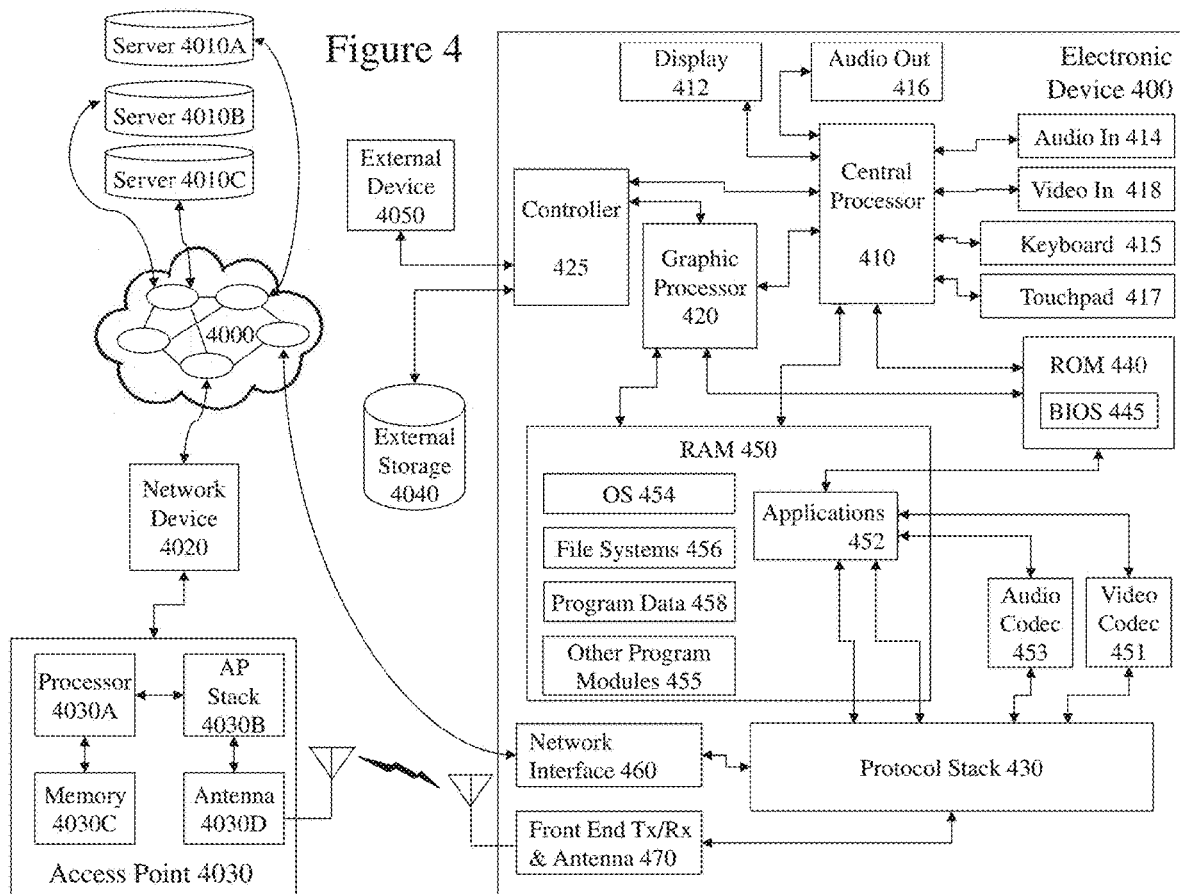 Figure 4
Server 4010A
Server 4010B
Server 4010C
4000
Network
Device
4020
Processor
4030A
AP
Stack
4030B
Memory
4030C
Antenna
4030D
Access Point 4030
External
Device
4050
External
Storage
4040
Electronic
Device 400
Display
412
Audio Out
416
Controller
425
Graphic
Processor
420
Central
Processor
410
Audio In 414
Video In 418
Keyboard 415
Touchpad 417
ROM 440
BIOS 445
RAM 450
OS 454
File Systems 456
Program Data 458
Other Program
Modules 455
Applications
452
Audio
Codec
453
Video
Codec
451
Network
Interface 460
Protocol Stack 430
Front End Tx/Rx
& Antenna 470